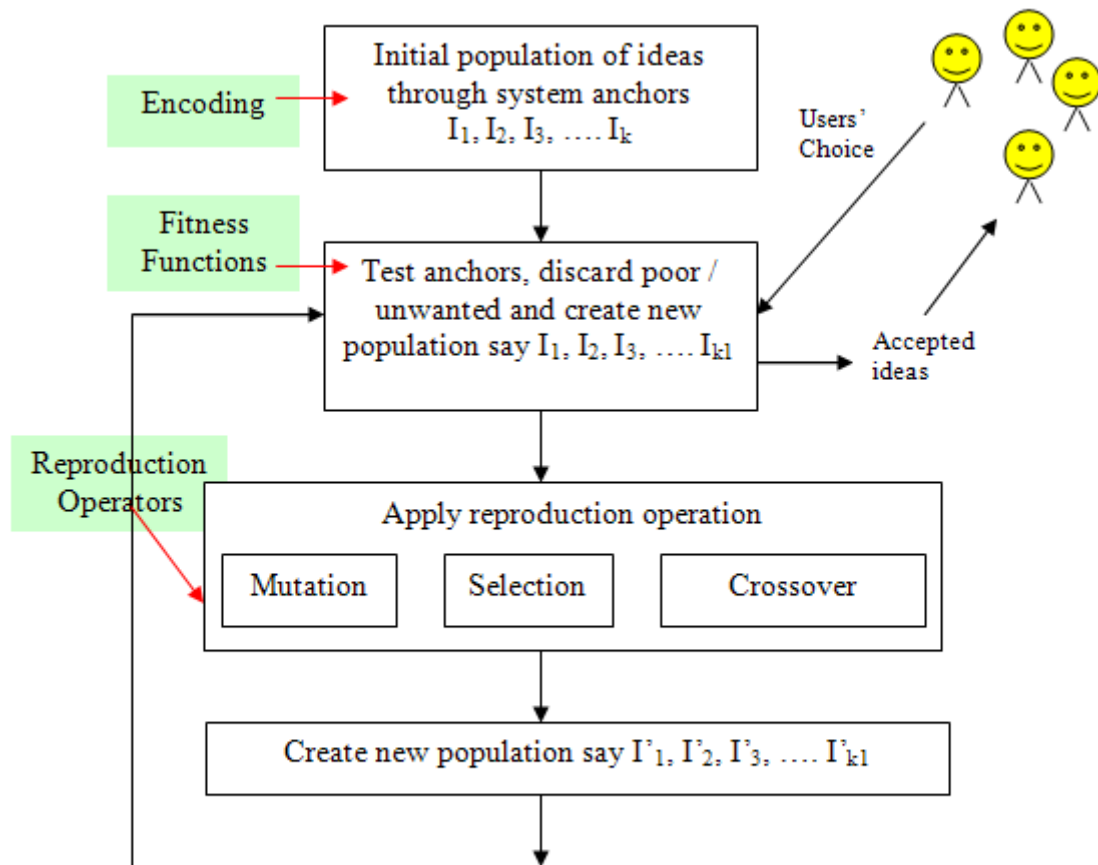 Initial population of ideas
through system anchors
I₁, I₂, I₃, …. Iₖ
Encoding
Users'
Choice
Fitness
Functions
Test anchors, discard poor /
unwanted and create new
population say I₁, I₂, I₃, …. Iₖ₁
Accepted
ideas
Reproduction
Operators
Apply reproduction operation
Mutation
Selection
Crossover
Create new population say I'₁, I'₂, I'₃, …. I'ₖ₁